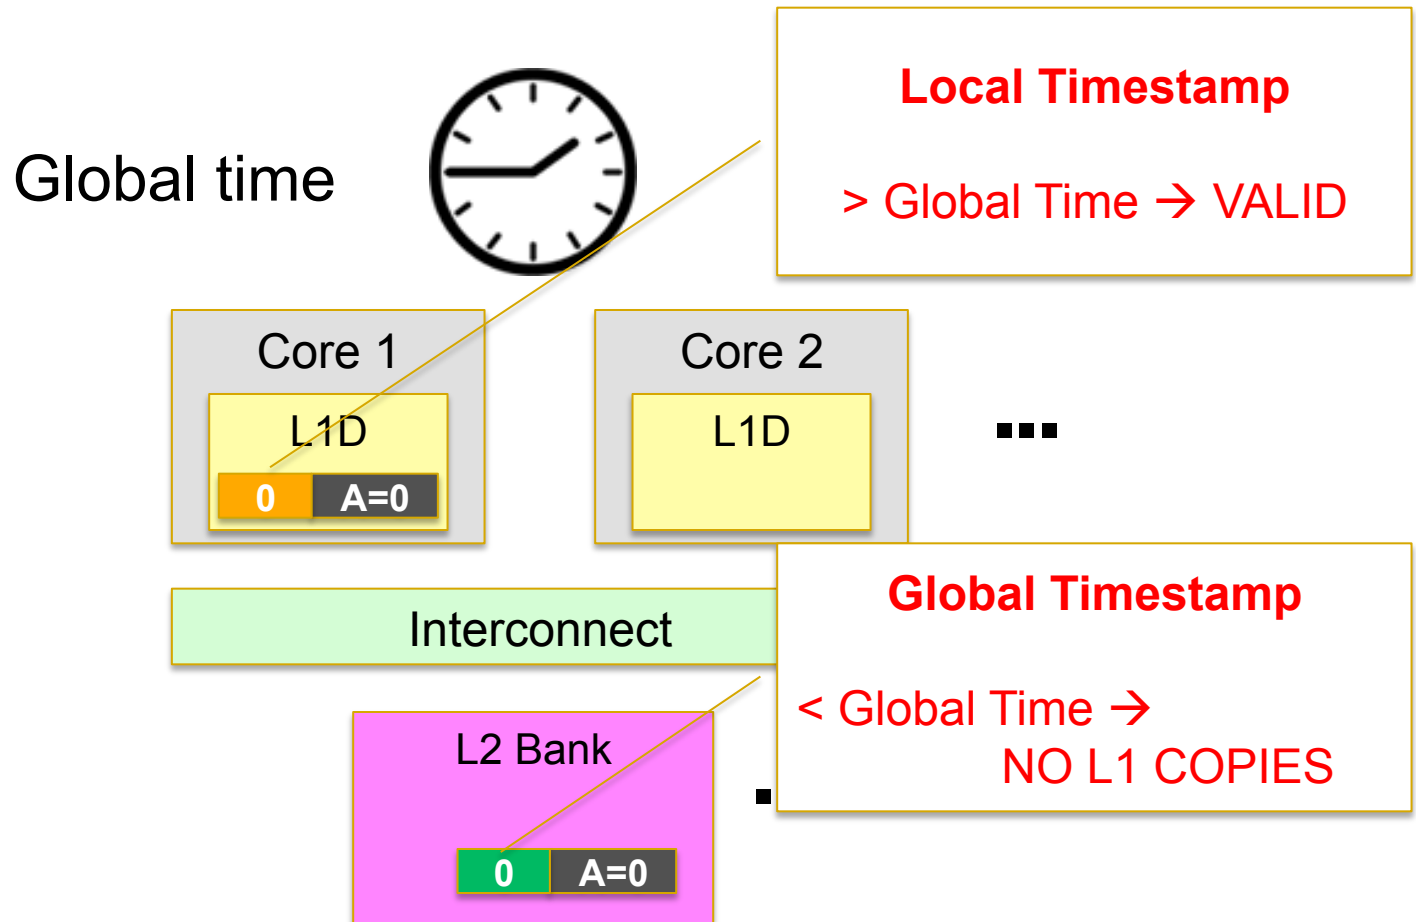 Global time
Local Timestamp
> Global Time → VALID
Core 1
L1D
0 A=0
Core 2
L1D
...
Interconnect
Global Timestamp
< Global Time →
NO L1 COPIES
L2 Bank
0 A=0